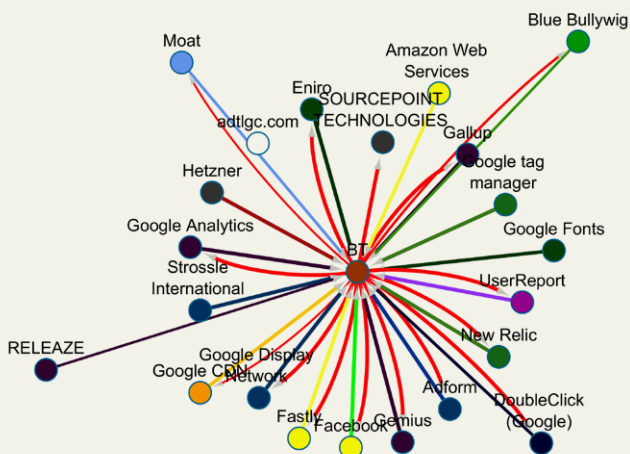 Blue Bullywig
Moat
Amazon Web
Services
Eniro
SOURCEPOINT
TECHNOLOGIES
adtlgc.com
Gallup
Google tag
manager
Hetzner
Google Analytics
Google Fonts
BT
Strossle
International
UserReport
New Relic
RELEAZE
Google Display
Network
Google CDN
Adform
DoubleClick
(Google)
Fastly
Facebook
Gemius